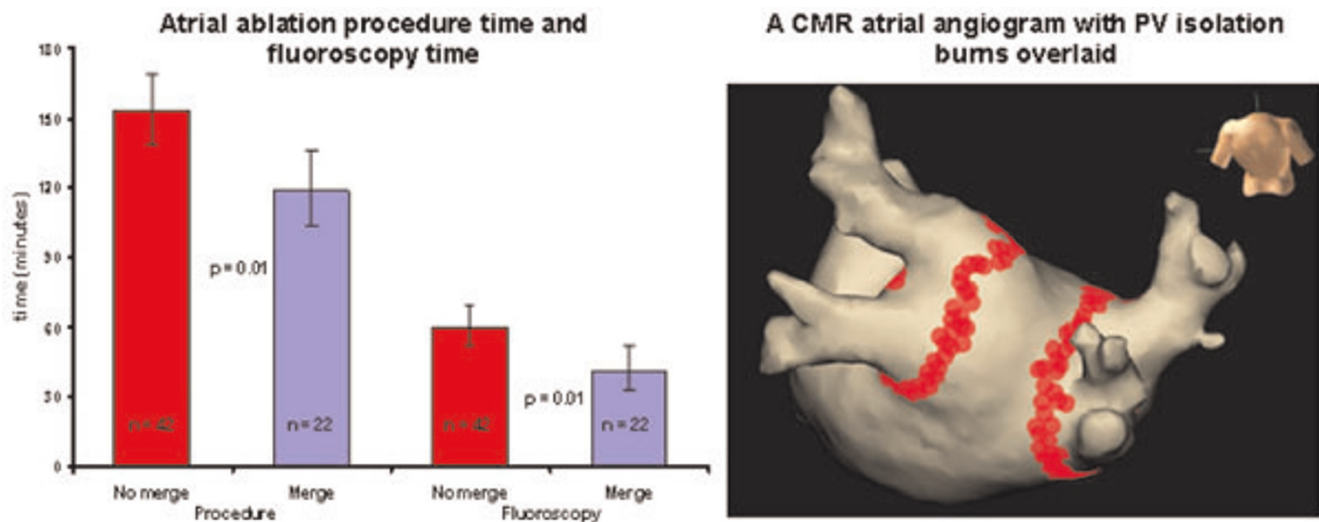 Atrial ablation procedure time and
fluoroscopy time
180
150
120
90
60
30
0
time (minutes)
p = 0.01
p = 0.01
n = 42
n = 22
n = 42
n = 22
No merge
Merge
No merge
Merge
Procedure
Fluoroscopy
A CMR atrial angiogram with PV isolation
burns overlaid